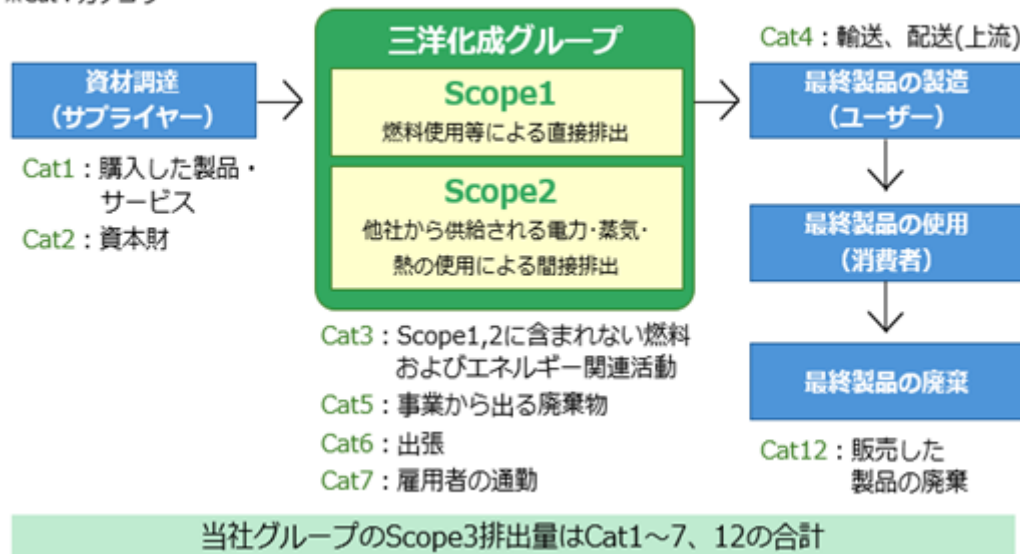 三洋化成グループ
Scope1
燃料使用等による直接排出
Scope2
他社から供給される電力・蒸気・
熱の使用による間接排出
資材調達
（サプライヤー）
Cat1：購入した製品・
サービス
Cat2：資本財
Cat3：Scope1,2に含まれない燃料
およびエネルギー関連活動
Cat5：事業から出る廃棄物
Cat6：出張
Cat7：雇用者の通勤
Cat4：輸送、配送(上流)
最終製品の製造
（ユーザー）
最終製品の使用
（消費者）
最終製品の廃棄
Cat12：販売した
製品の廃棄
当社グループのScope3排出量はCat1～7、12の合計